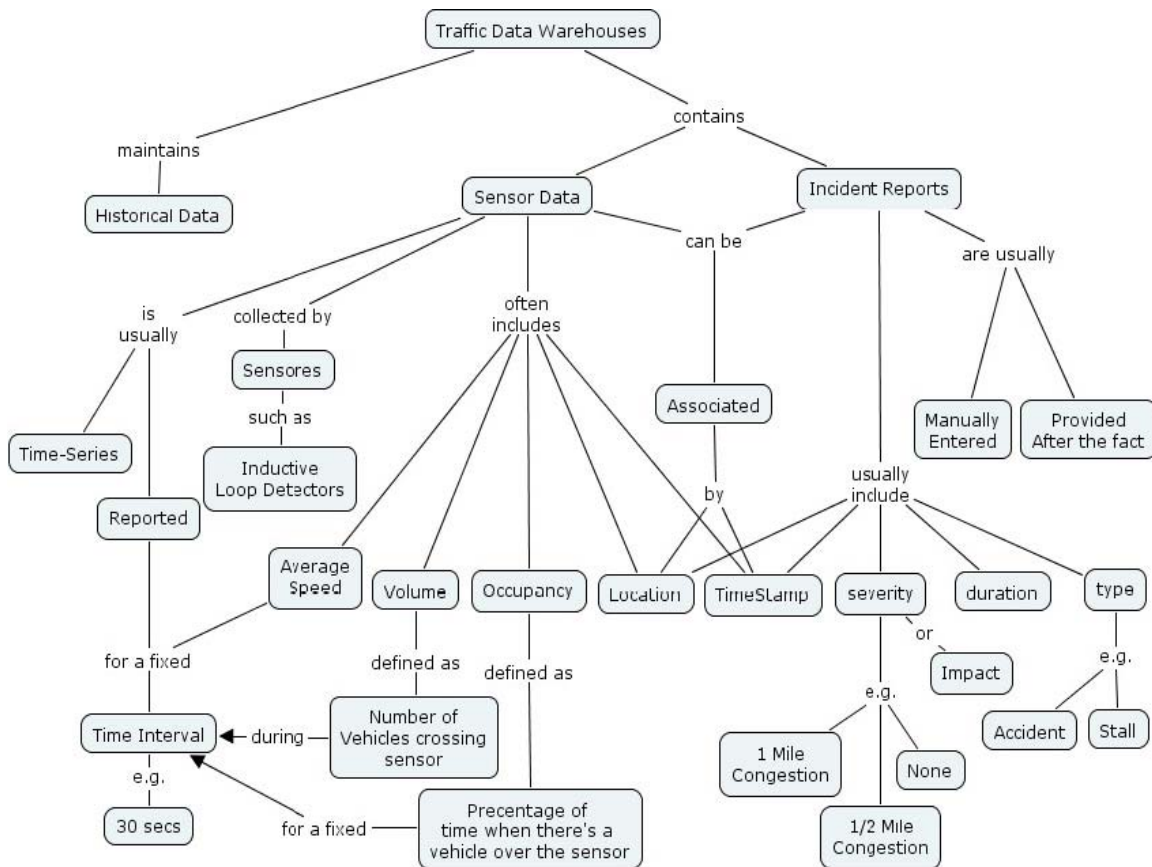 Traffic Data Warehouses
contains
maintains
Sensor Data
Incident Reports
Historical Data
can be
are usually
is
usually
collected by
often
includes
Sensores
Associated
Manually
Entered
Provided
After the fact
such as
Time-Series
Inductive
Loop Detectors
usually
include
by
Reported
Average
Speed
Volume
Occupancy
Location
TimeStamp
severity
duration
type
or
for a fixed
defined as
defined as
e.g.
Impact
e.g.
Time Interval
during
Number of
Vehicles crossing
sensor
Accident
Stall
1 Mile
Congestion
None
e.g.
30 secs
for a fixed
Precentage of
time when there's a
vehicle over the sensor
1/2 Mile
Congestion